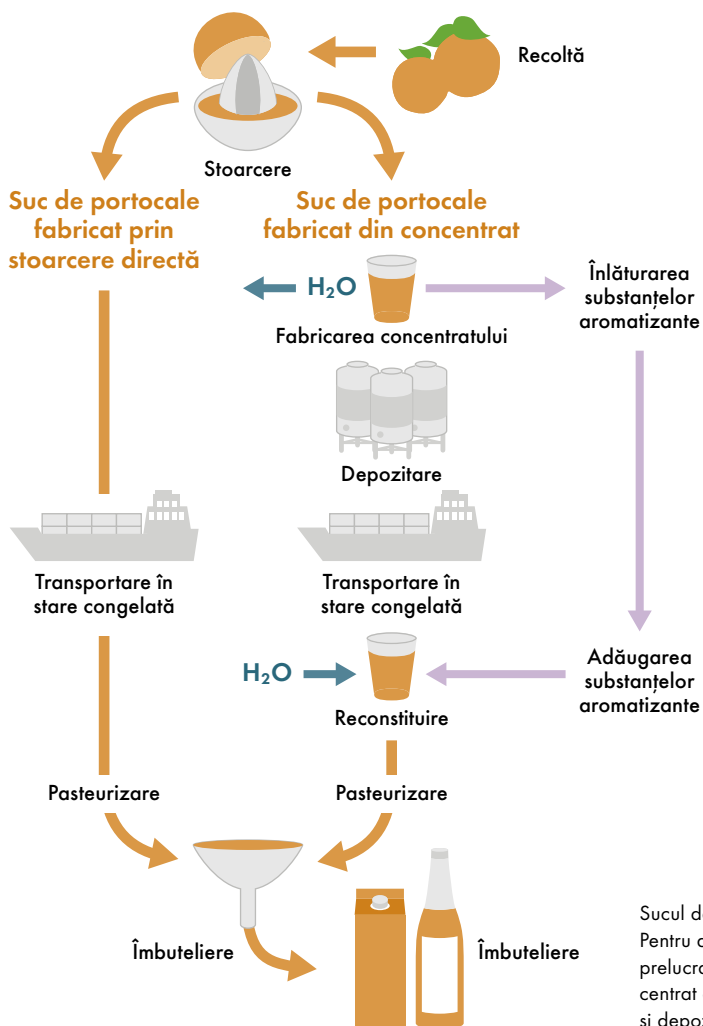 Recoltă
Stoarcere
Suc de portocale
fabricat prin
stoarcere directă
Suc de portocale
fabricat din concentrat
H₂O
Fabricarea concentratului
Înlăturarea
substanțelor
aromatizante
Depozitare
Transportare în
stare congelată
Transportare în
stare congelată
H₂O
Reconstituire
Adăugarea
substanțelor
aromatizante
Pasteurizare
Pasteurizare
Îmbuteliere
Îmbuteliere
Sucul
Pentru
centrat
și